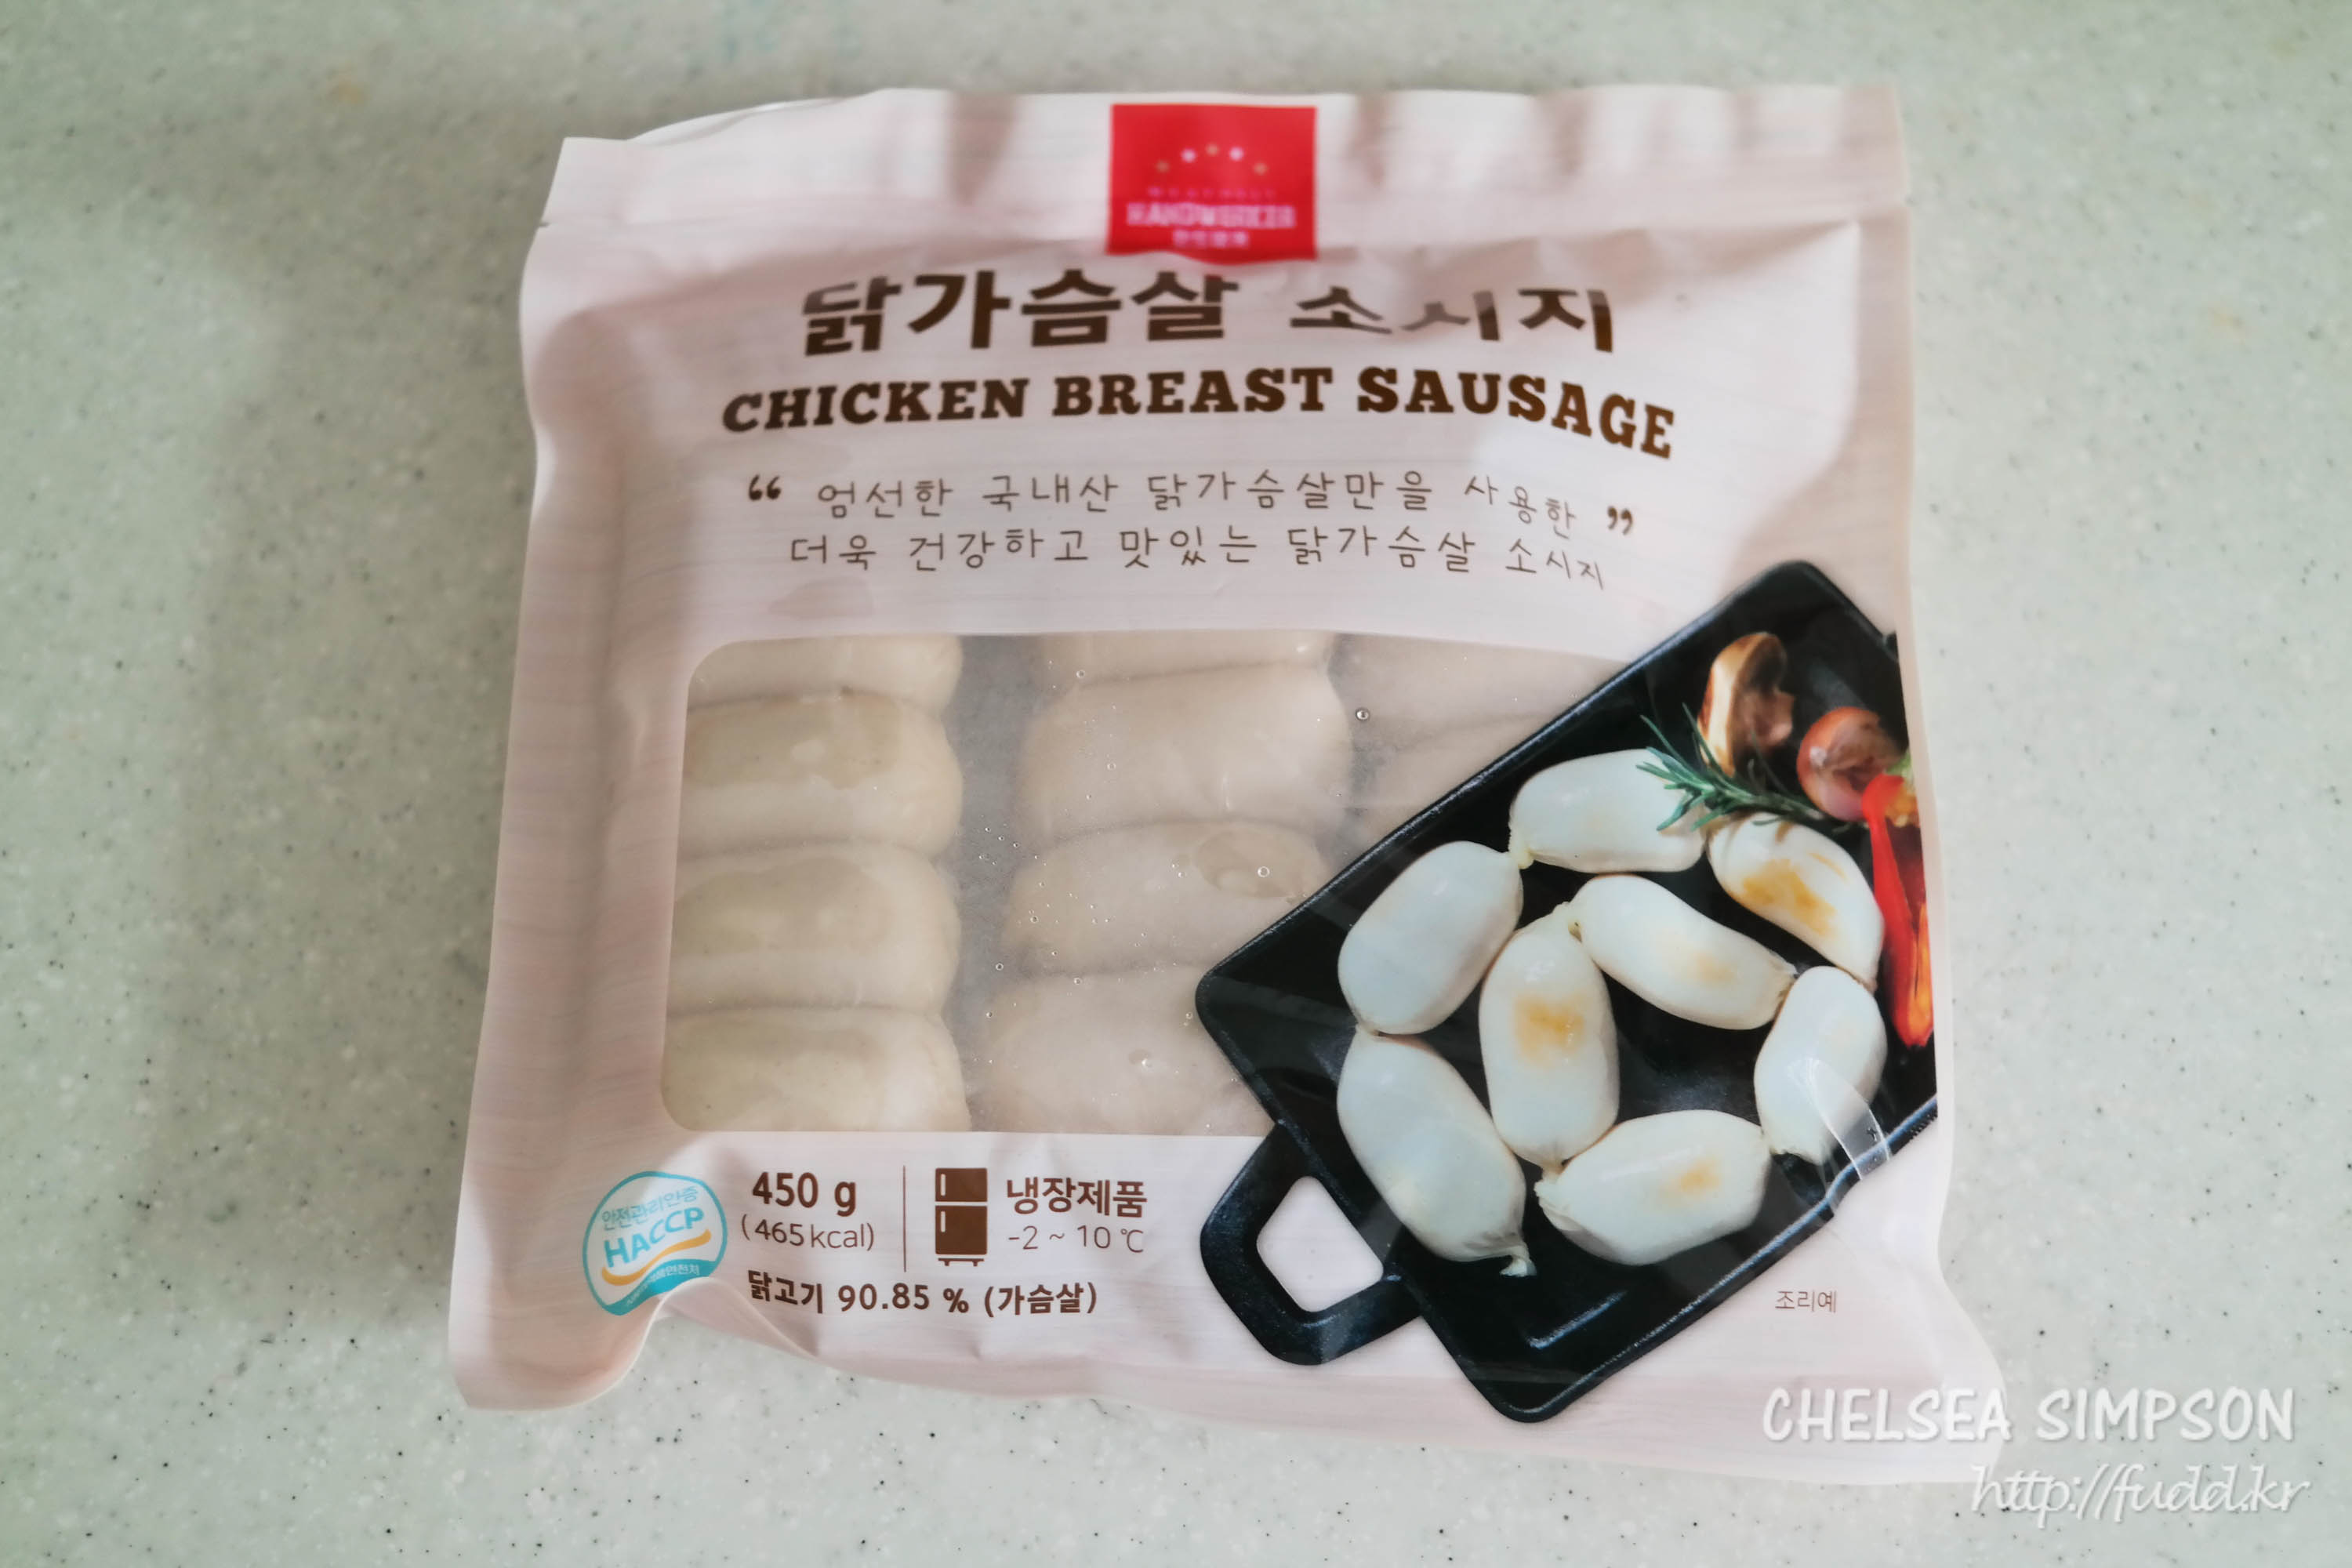 HANDWERKER
닭가슴살 소시지
CHICKEN BREAST SAUSAGE
“ 엄선한 국내산 닭가슴살만을 사용한 ”
더욱 건강하고 맛있는 닭가슴살 소시지
안전관리인증
HACCP
450 g
(465 kcal)
냉장제품
-2 ~ 10 ℃
닭고기 90.85 % (가슴살)
조리예
CHELSEA SIMPSON
http://fudd.kr